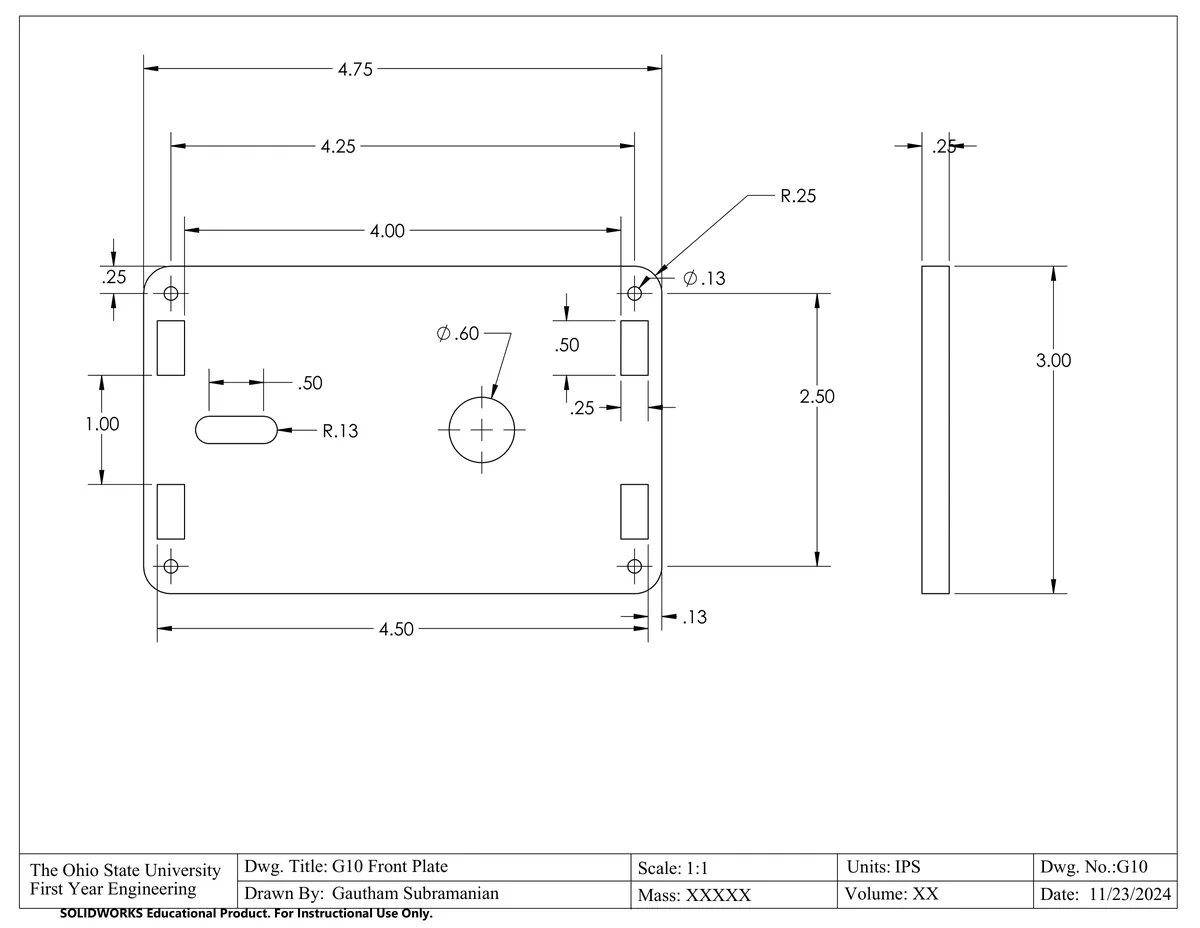 4.75
4.25
.25
R.25
4.00
.25
⌀.13
⌀.60
.50
3.00
.50
2.50
.25
1.00
R.13
.13
4.50
The Ohio State University
First Year Engineering
Dwg. Title: G10 Front Plate
Scale: 1:1
Units: IPS
Dwg. No.:G10
Drawn By: Gautham Subramanian
Mass: XXXXX
Volume: XX
Date: 11/23/2024
SOLIDWORKS Educational Product. For Instructional Use Only.